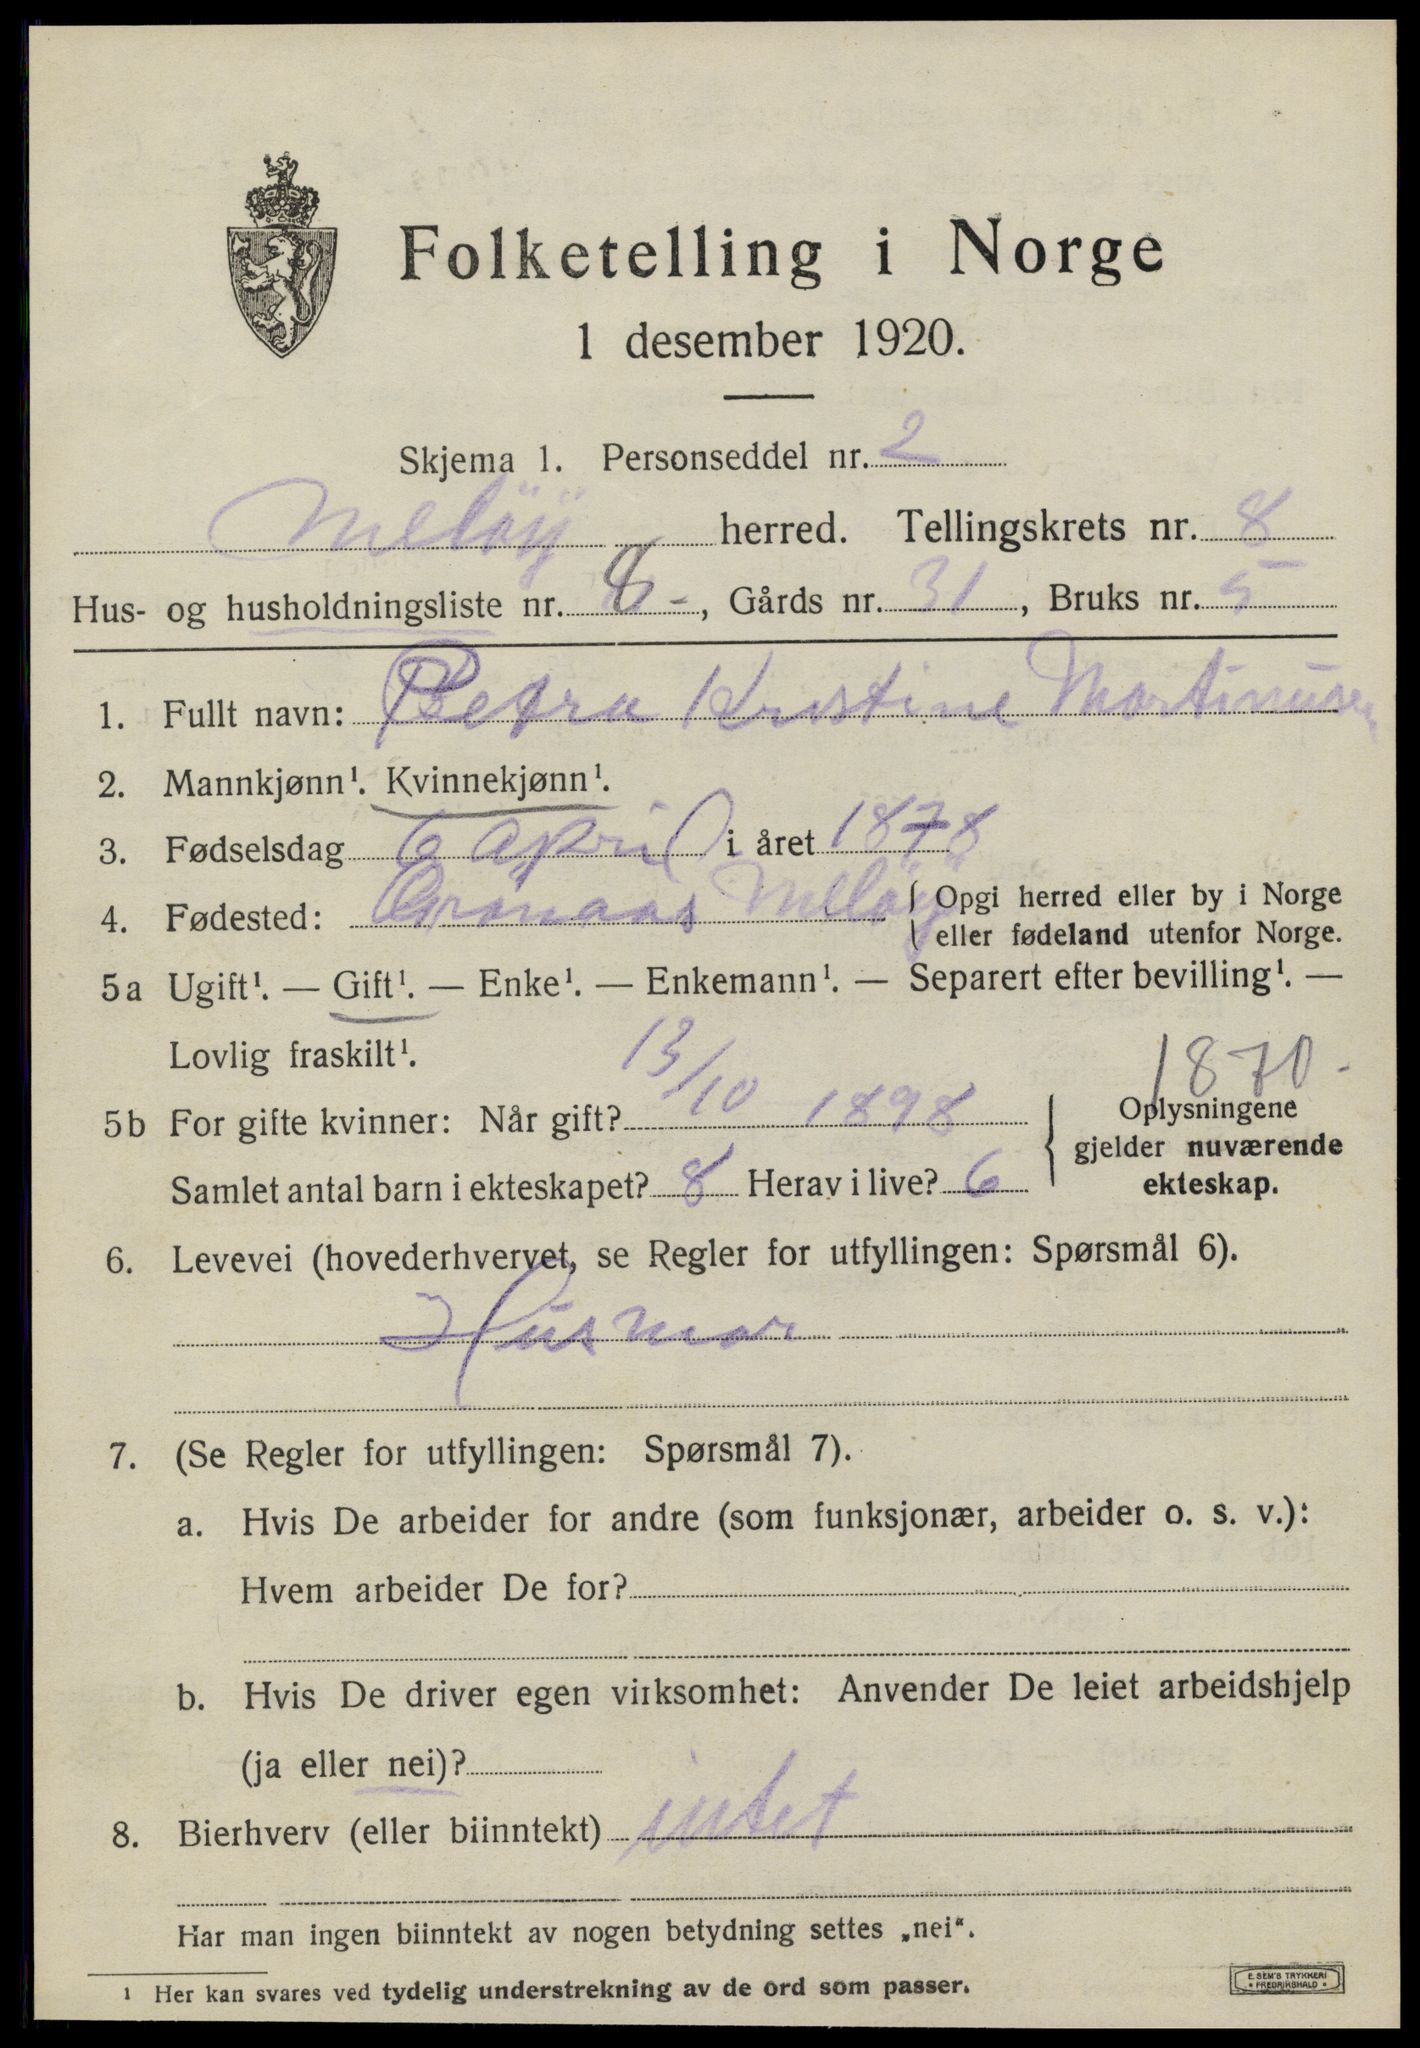 Folketelling i Norge
1 desember 1920.
Skjema 1. Personseddel nr. 2
Meløy herred. Tellingskrets nr. 8
Hus- og husholdningsliste nr. 8 -, Gårds nr. 31, Bruks nr. 5
1. Fullt navn: Petra Kristine Martinusen
2. Mannkjønn¹. Kvinnekjønn¹.
3. Fødselsdag 6 April i året 1878
4. Fødested: Grönaas Melöÿ { Opgi herred eller by i Norge
eller fødeland utenfor Norge.
5a Ugift¹. — Gift¹. — Enke¹. — Enkemann¹. — Separert efter bevilling¹. —
Lovlig fraskilt¹.
1870.
5b For gifte kvinner: Når gift? 13/10 1898 { Oplysningene
gjelder nuværende
Samlet antal barn i ekteskapet? 8 Herav i live? 6 ekteskap.
6. Levevei (hovederhvervet, se Regler for utfyllingen: Spørsmål 6).
Husmor
7. (Se Regler for utfyllingen: Spørsmål 7).
a. Hvis De arbeider for andre (som funksjonær, arbeider o. s. v.):
Hvem arbeider De for?
b. Hvis De driver egen virksomhet: Anvender De leiet arbeidshjelp
(ja eller nei)?
8. Bierhverv (eller biinntekt) intet
Har man ingen biinntekt av nogen betydning settes „nei“.
¹ Her kan svares ved tydelig understrekning av de ord som passer.
E. SEM'S TRYKKERI
• FREDRIKSHALD •